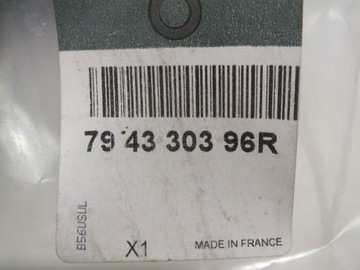 79 43 303 96R
B56USUL
X1
MADE IN FRANCE